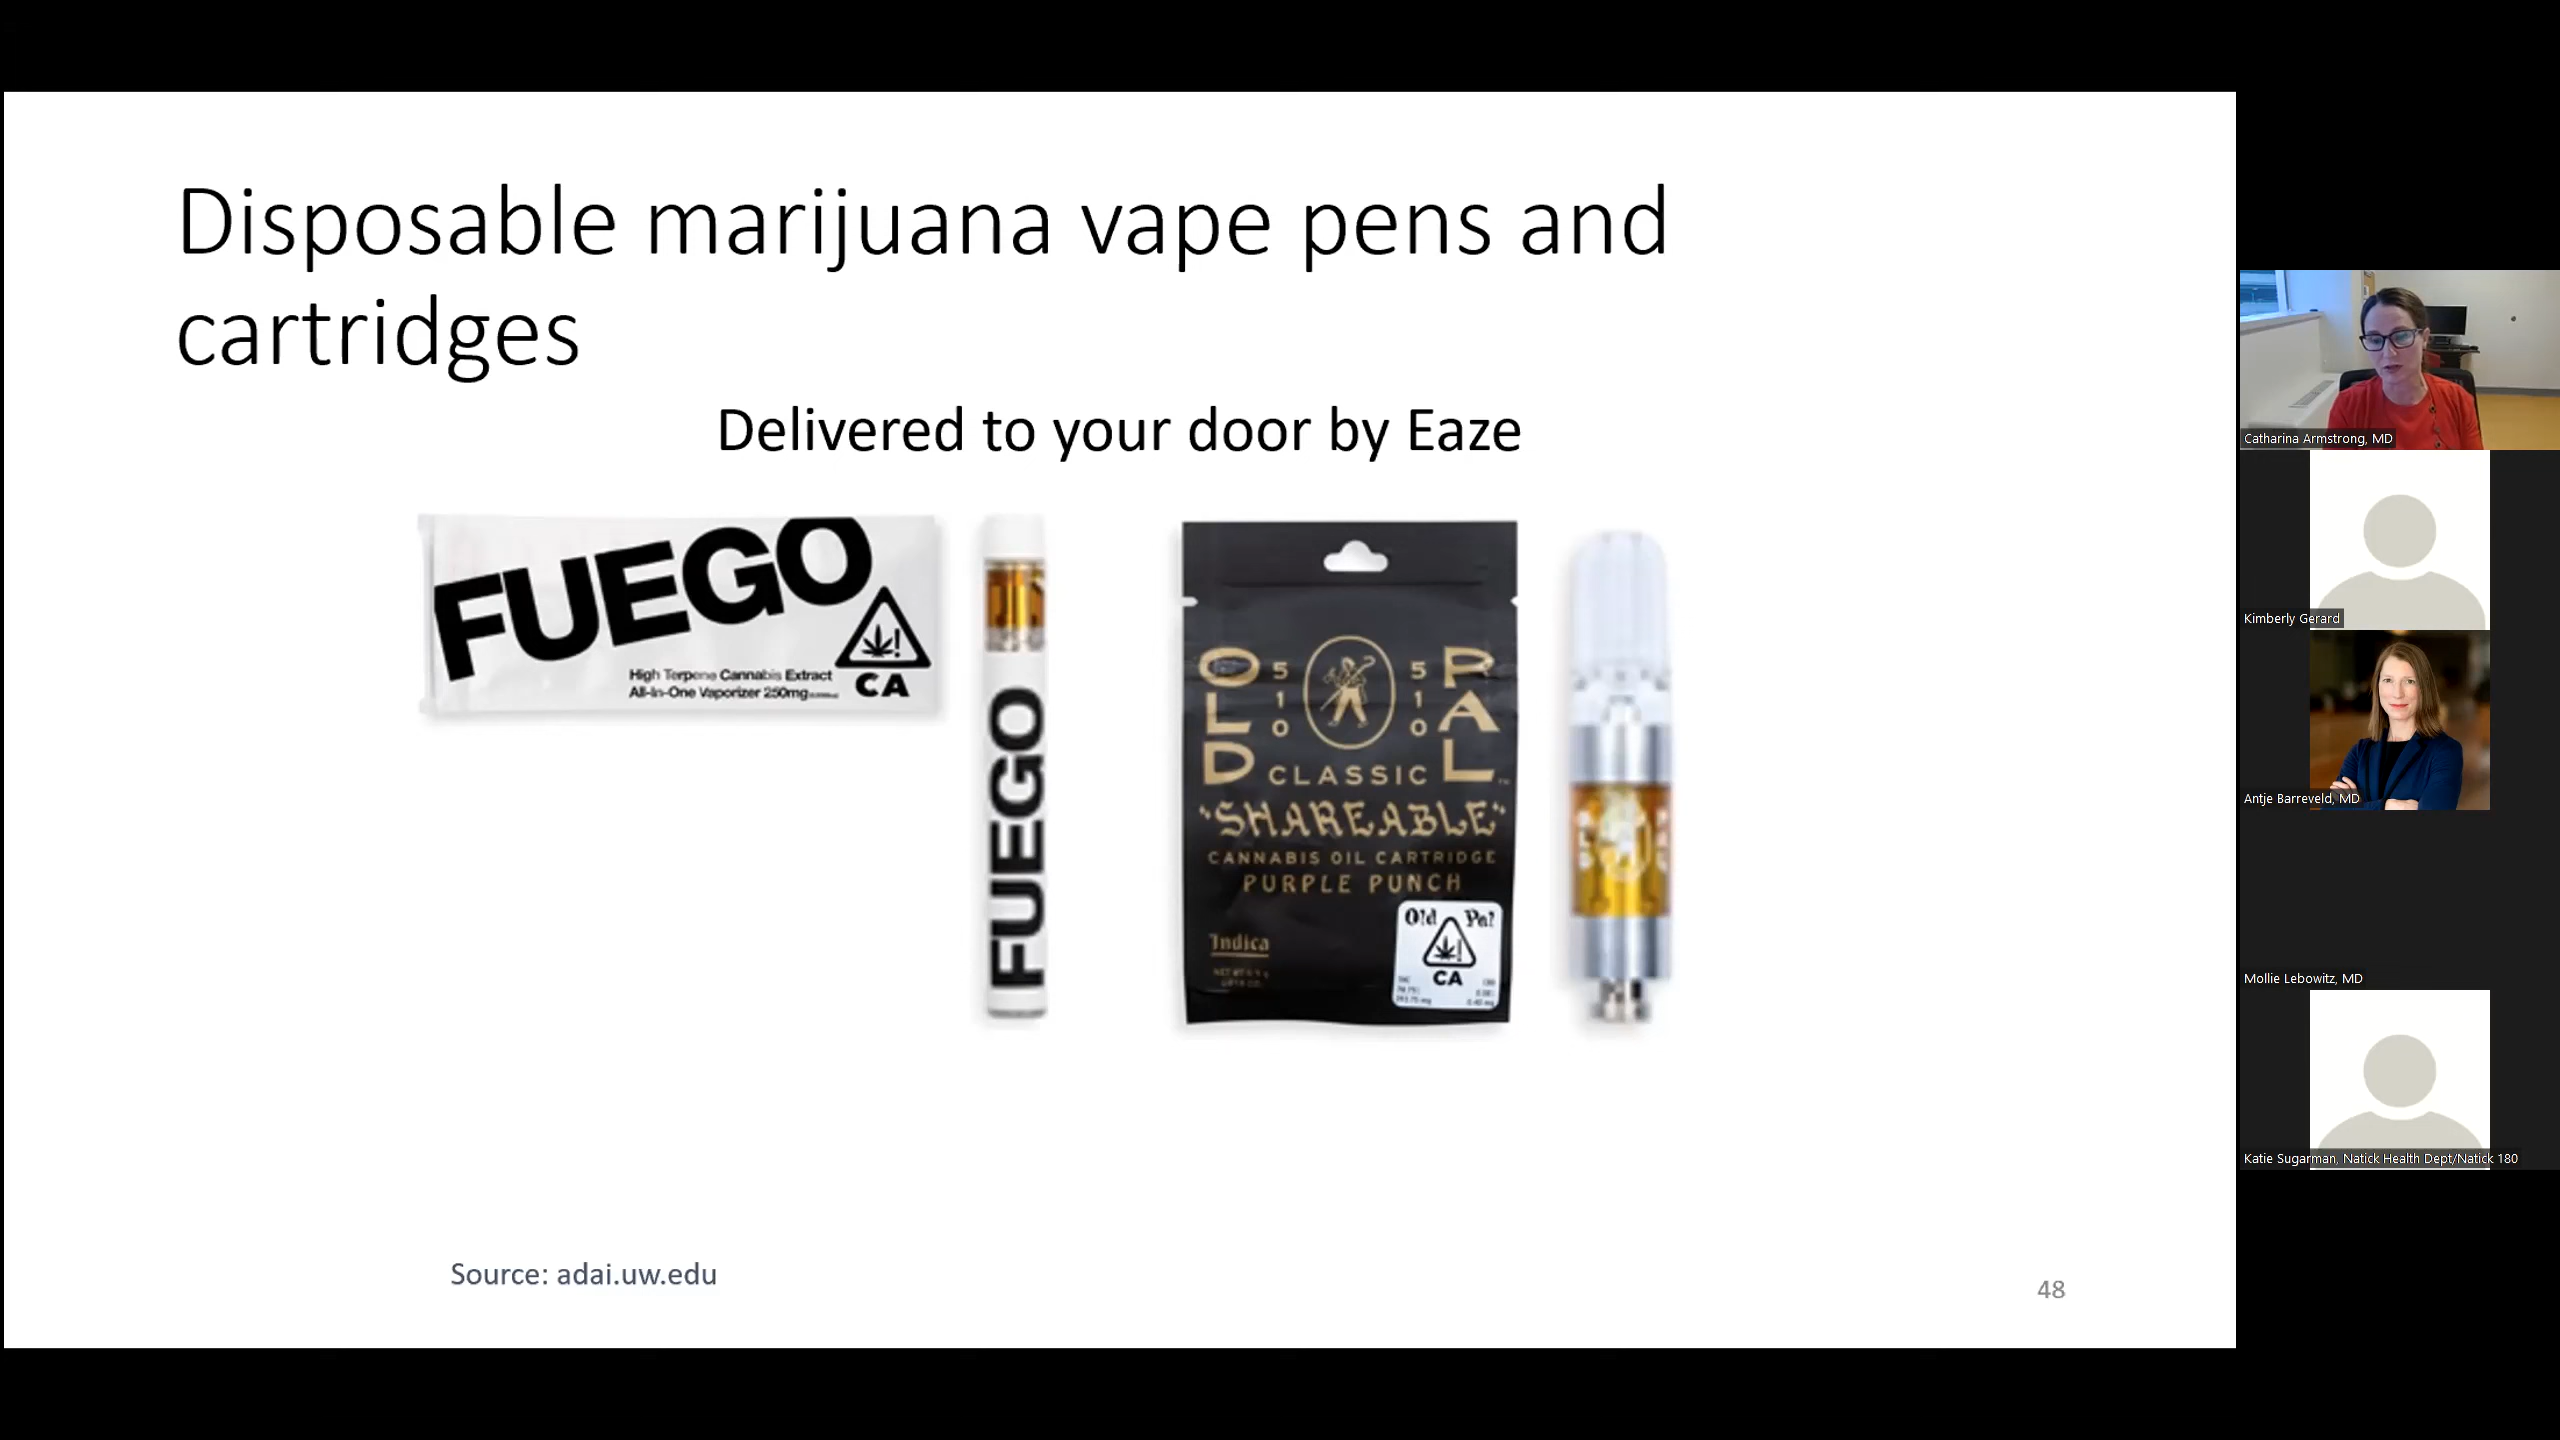 Disposable marijuana vape pens and
cartridges
Delivered to your door by Eaze
FUEGO
High Terpene Cannabis Extract
All-In-One Vaporizer 250mg
CA
FUEGO
OLD
510
510
PAL
CLASSIC
"SHAREABLE"
CANNABIS OIL CARTRIDGE
PURPLE PUNCH
Indica
Old Pal
CA
Source: adai.uw.edu
48
Catharina Armstrong, MD
Kimberly Gerard
Antje Barreveld, MD
Mollie Lebowitz, MD
Katie Sugarman, Natick Health Dept/Natick 180